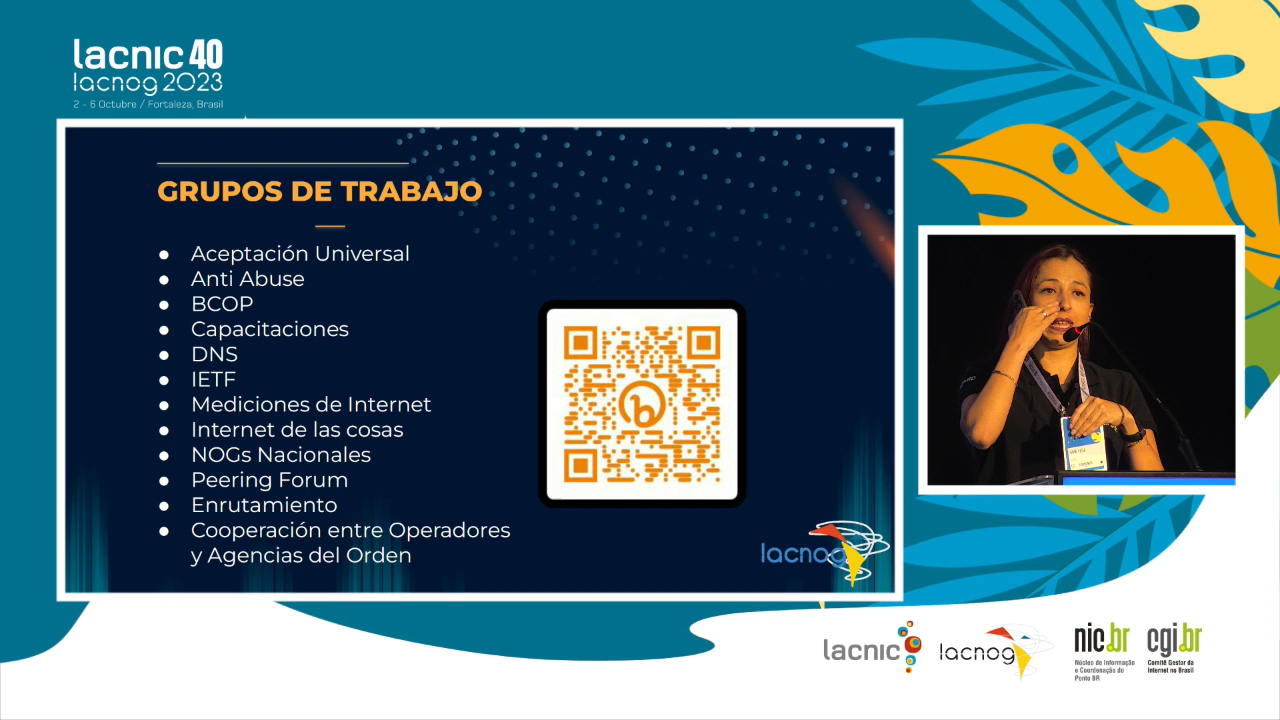 lacnic 40
lacnog 2023
2 - 6 Octubre / Fortaleza, Brasil
GRUPOS DE TRABAJO
● Aceptación Universal
● Anti Abuse
● BCOP
● Capacitaciones
● DNS
● IETF
● Mediciones de Internet
● Internet de las cosas
● NOGs Nacionales
● Peering Forum
● Enrutamiento
● Cooperación entre Operadores
y Agencias del Orden
lacnog
lacnic
lacnog
nic.br
Núcleo de Informação
e Coordenação do
Ponto BR
cgi.br
Comitê Gestor da
Internet no Brasil